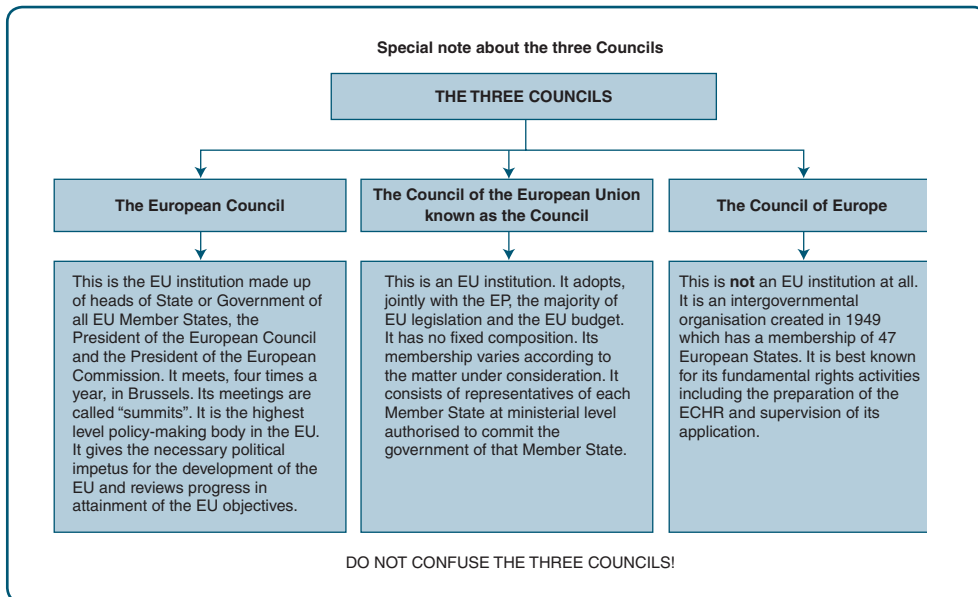 Special note about the three Councils
THE THREE COUNCILS
The European Council
This is the EU institution made up
of heads of State or Government of
all EU Member States, the
President of the European Council
and the President of the European
Commission. It meets, four times a
year, in Brussels. Its meetings are
called “summits”. It is the highest
level policy-making body in the EU.
It gives the necessary political
impetus for the development of the
EU and reviews progress in
attainment of the EU objectives.
The Council of the European Union
known as the Council
This is an EU institution. It adopts,
jointly with the EP, the majority of
EU legislation and the EU budget.
It has no fixed composition. Its
membership varies according to
the matter under consideration. It
consists of representatives of each
Member State at ministerial level
authorised to commit the
government of that Member State.
The Council of Europe
This is not an EU institution at all.
It is an intergovernmental
organisation created in 1949
which has a membership of 47
European States. It is best known
for its fundamental rights activities
including the preparation of the
ECHR and supervision of its
application.
DO NOT CONFUSE THE THREE COUNCILS!